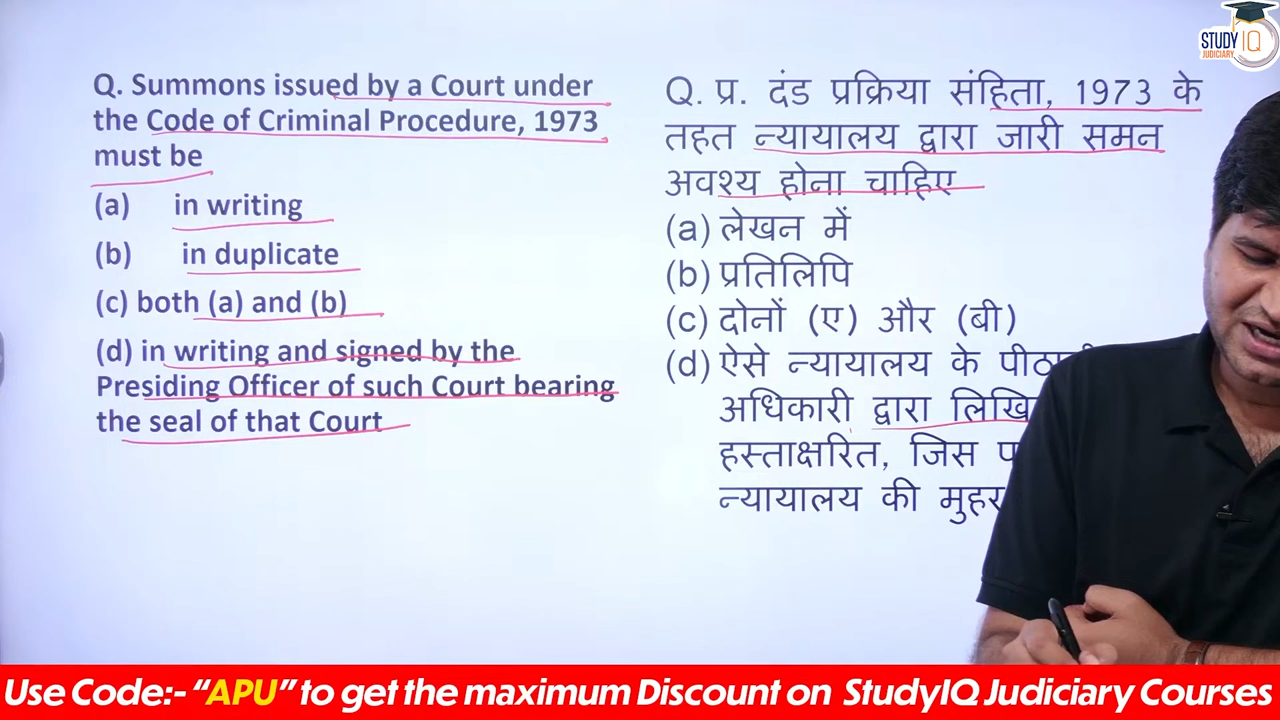 STUDY IQ
JUDICIARY
Q. Summons issued by a Court under
the Code of Criminal Procedure, 1973
must be
(a) in writing
(b) in duplicate
(c) both (a) and (b)
(d) in writing and signed by the
Presiding Officer of such Court bearing
the seal of that Court
Q. प्र. दंड प्रक्रिया संहिता, 1973 के
तहत न्यायालय द्वारा जारी समन
अवश्य होना चाहिए
(a) लेखन में
(b) प्रतिलिपि
(c) दोनों (ए) और (बी)
(d) ऐसे न्यायालय के
अधिकारी द्वारा
हस्ताक्षरित, जिस
न्यायालय की मुहर
Use Code:- “APU” to get the maximum Discount on StudyIQ Judiciary Courses